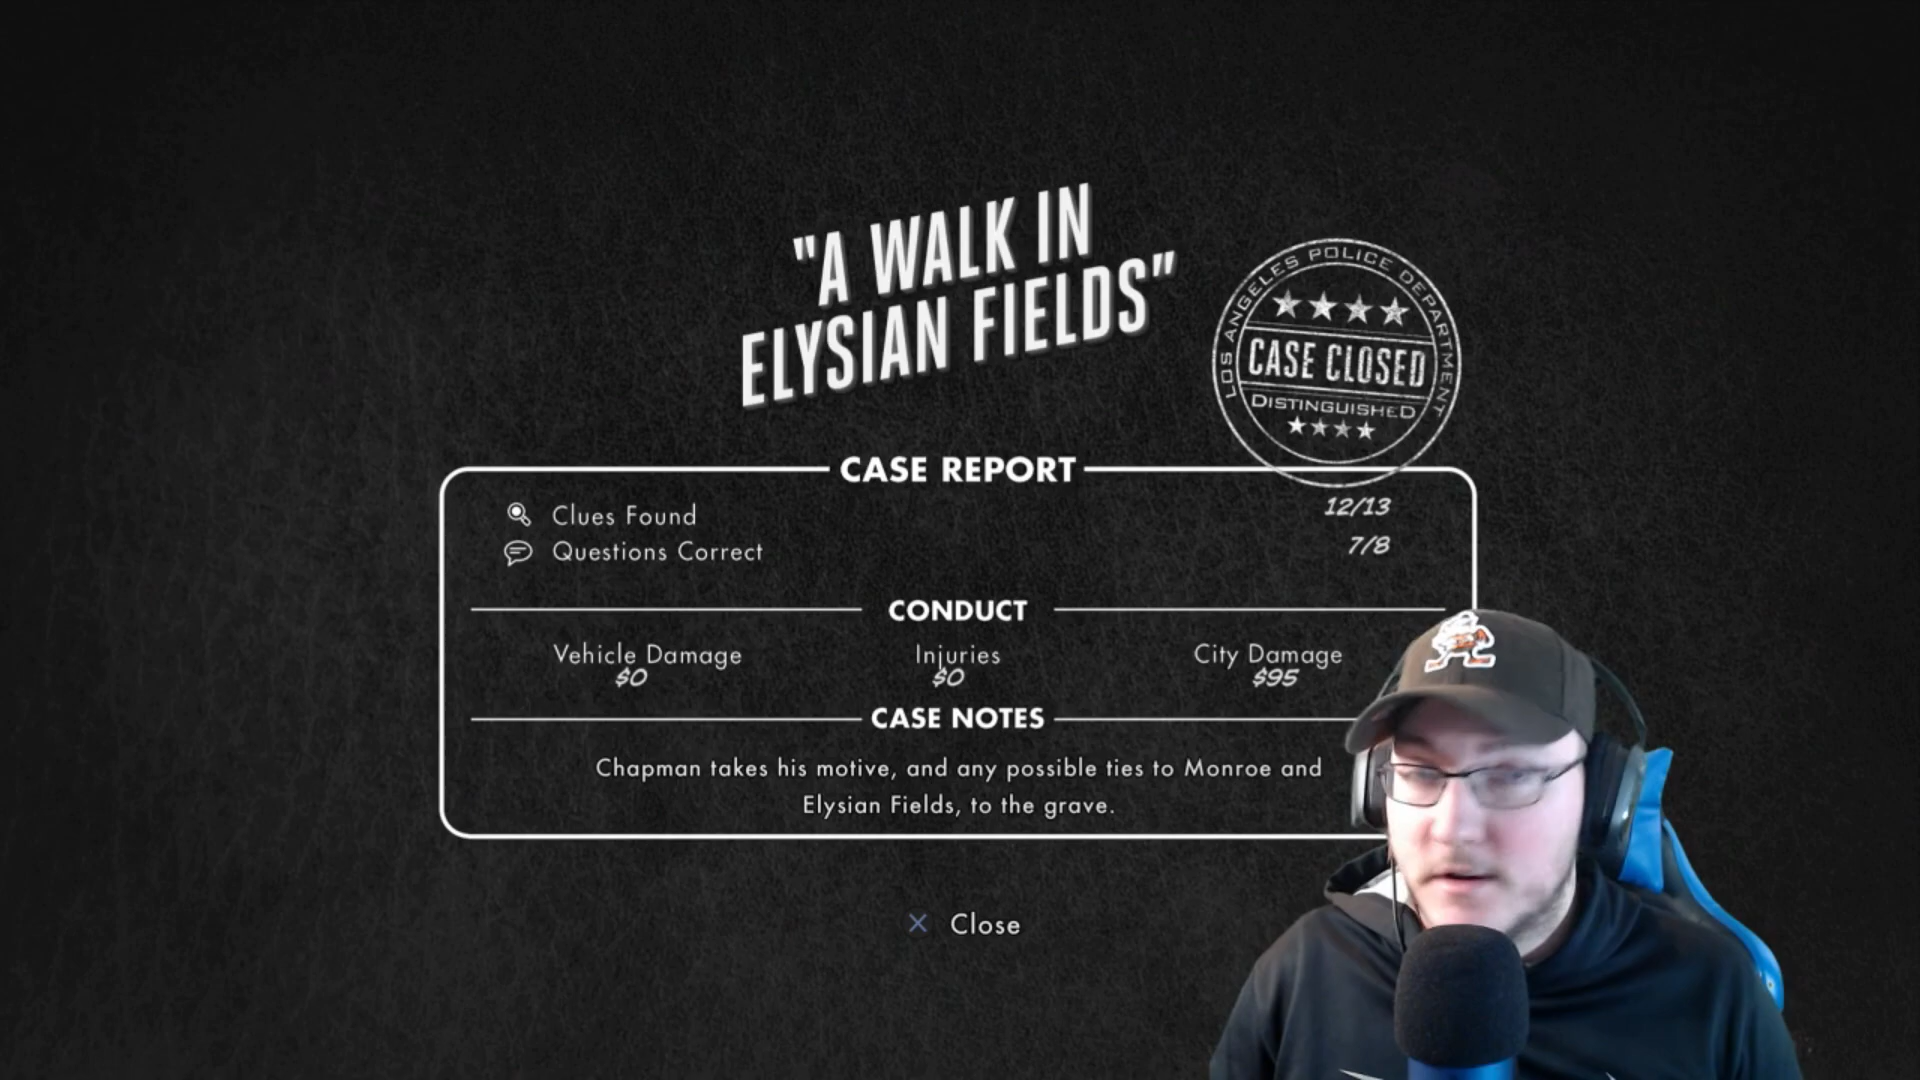 "A WALK IN
ELYSIAN FIELDS"
LOS ANGELES POLICE DEPARTMENT
CASE CLOSED
DISTINGUISHED
CASE REPORT
Clues Found 12/13
Questions Correct 7/8
CONDUCT
Vehicle Damage Injuries City Damage
$0 $0 $95
CASE NOTES
Chapman takes his motive, and any possible ties to Monroe and
Elysian Fields, to the grave.
Close